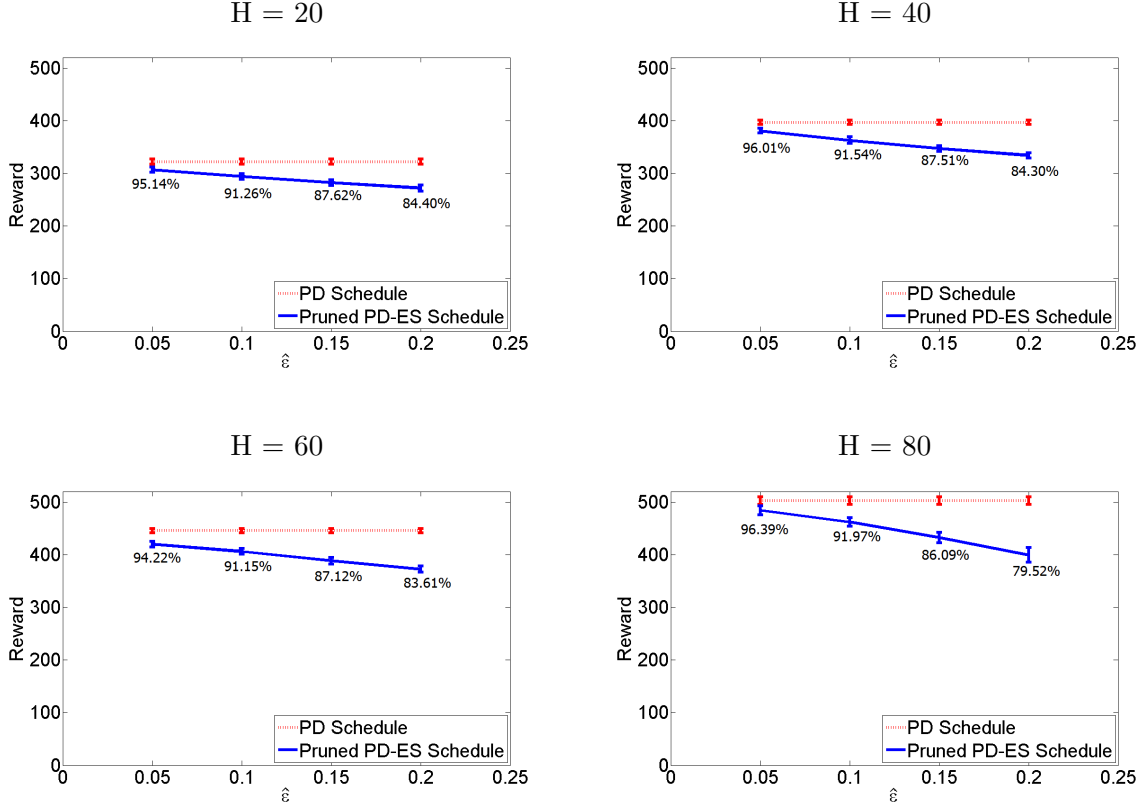 H = 20
500
400
300
200
100
0
Reward
95.14%
91.26%
87.62%
84.40%
PD Schedule
Pruned PD-ES Schedule
0 0.05 0.1 0.15 0.2 0.25
ε̂
H = 40
500
400
300
200
100
0
Reward
96.01%
91.54%
87.51%
84.30%
PD Schedule
Pruned PD-ES Schedule
0 0.05 0.1 0.15 0.2 0.25
ε̂
H = 60
500
400
300
200
100
0
Reward
94.22%
91.15%
87.12%
83.61%
PD Schedule
Pruned PD-ES Schedule
0 0.05 0.1 0.15 0.2 0.25
ε̂
H = 80
500
400
300
200
100
0
Reward
96.39%
91.97%
86.09%
79.52%
PD Schedule
Pruned PD-ES Schedule
0 0.05 0.1 0.15 0.2 0.25
ε̂